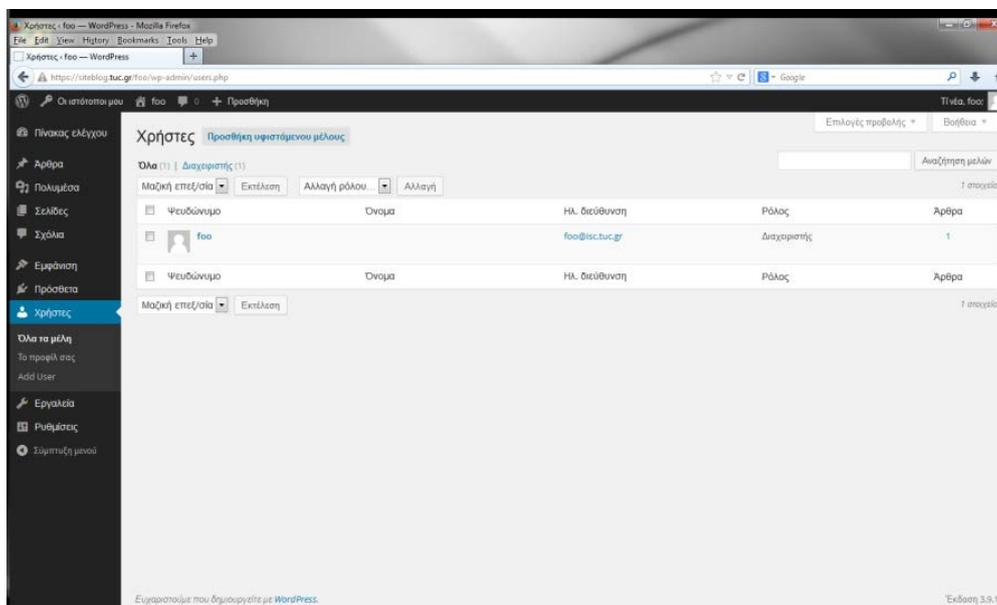 Χρήστες ‹ foo — WordPress - Mozilla Firefox
File Edit View History Bookmarks Tools Help
Χρήστες ‹ foo — WordPress +
https://siteblog.tuc.gr/foo/wp-admin/users.php Google
Οι ιστότοποι μου foo 0 + Προσθήκη Τί νέα, foo;
Επιλογές προβολής Βοήθεια
Πίνακας ελέγχου
Χρήστες Προσθήκη υφιστάμενου μέλους
Άρθρα
Όλα (1) | Διαχειριστής (1)
Αναζήτηση μελών
Πολυμέσα
Μαζική επεξ/σία Εκτέλεση Αλλαγή ρόλου... Αλλαγή
Σελίδες
Ψευδώνυμο Όνομα Ηλ. διεύθυνση Ρόλος Άρθρα
Σχόλια
foo foo@isc.tuc.gr Διαχειριστής 1
Εμφάνιση
Πρόσθετα
Ψευδώνυμο Όνομα Ηλ. διεύθυνση Ρόλος Άρθρα
Χρήστες
Μαζική επεξ/σία Εκτέλεση
Όλα τα μέλη
Το προφίλ σας
Add User
Εργαλεία
Ρυθμίσεις
Σύμπτυξη μενού
Ευχαριστούμε που δημιουργείτε με WordPress.
Έκδοση 3.9.1